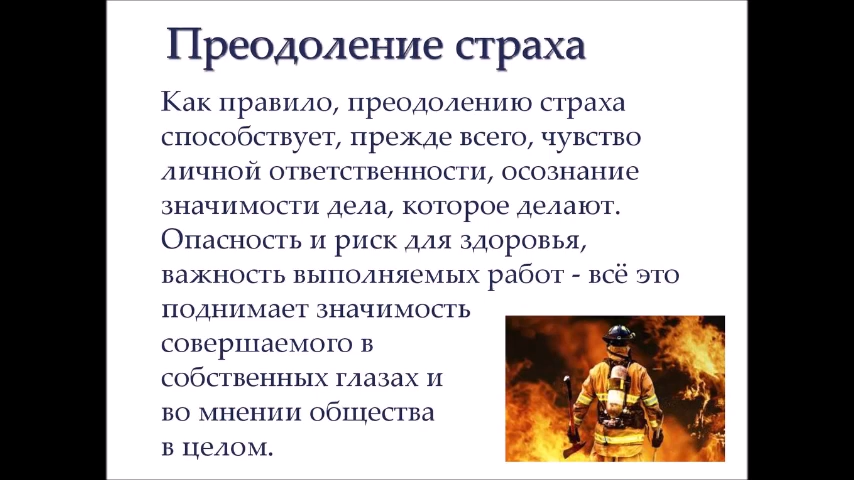 Преодоление страха
Как правило, преодолению страха
способствует, прежде всего, чувство
личной ответственности, осознание
значимости дела, которое делают.
Опасность и риск для здоровья,
важность выполняемых работ - всё это
поднимает значимость
совершаемого в
собственных глазах и
во мнении общества
в целом.